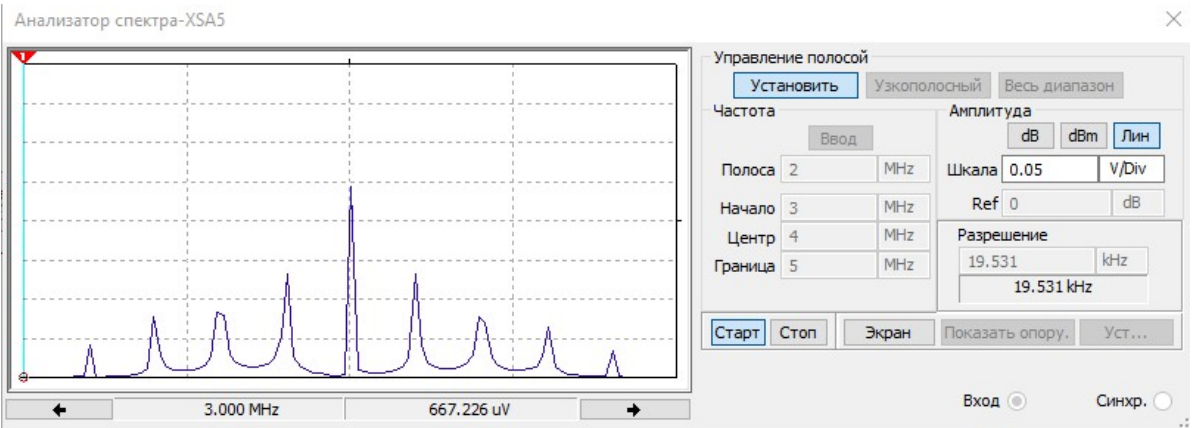 Анализатор спектра-XSA5
1
Управление полосой
Установить Узкополосный Весь диапазон
Частота
Ввод
Полоса 2 MHz
Начало 3 MHz
Центр 4 MHz
Граница 5 MHz
Амплитуда
dB dBm Лин
Шкала 0.05 V/Div
Ref 0 dB
Разрешение
19.531 kHz
19.531 kHz
Старт Стоп Экран Показать опору. Уст...
3.000 MHz 667.226 uV
Вход Синхр.